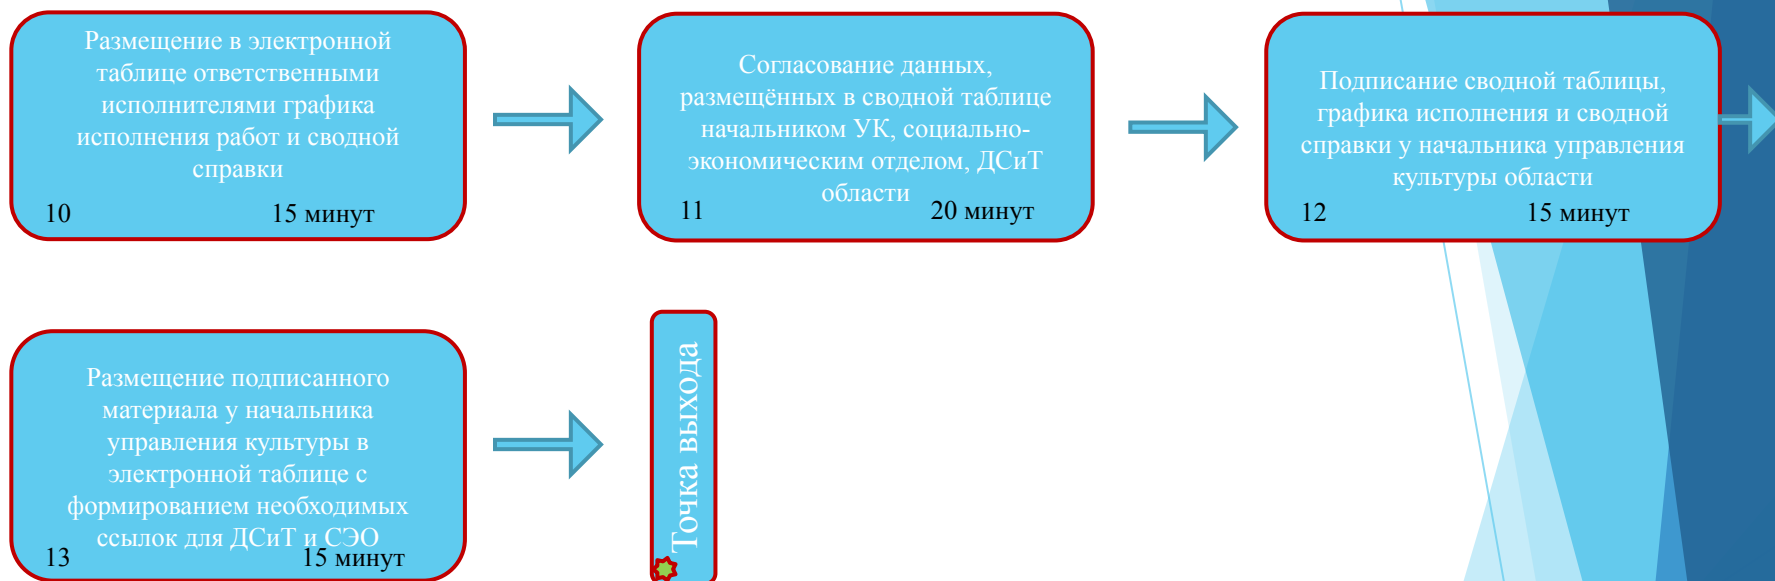 Размещение в электронной
таблице ответственными
исполнителями графика
исполнения работ и сводной
справки
10 15 минут
Согласование данных,
размещённых в сводной таблице
начальником УК, социально-
экономическим отделом, ДСиТ
области
11 20 минут
Подписание сводной таблицы,
графика исполнения и сводной
справки у начальника управления
культуры области
12 15 минут
Размещение подписанного
материала у начальника
управления культуры в
электронной таблице с
формированием необходимых
ссылок для ДСиТ и СЭО
13 15 минут
Точка выхода